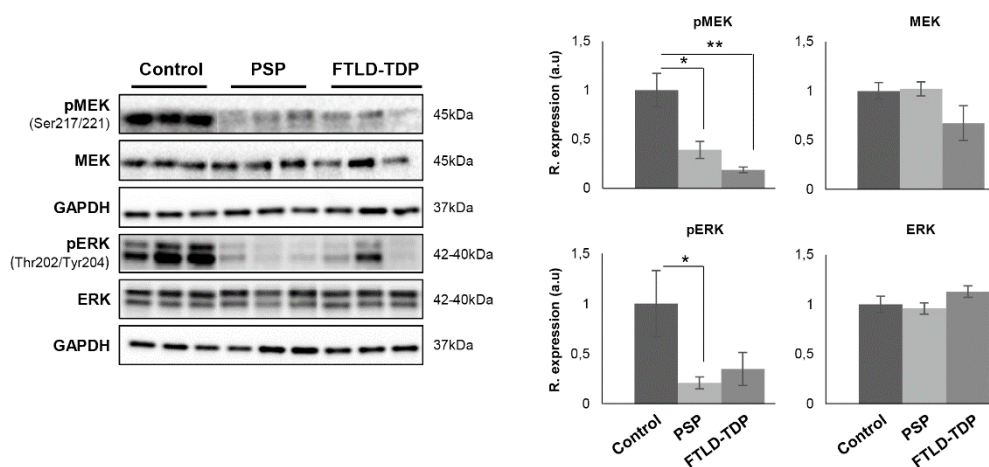 Control PSP FTLD-TDP
pMEK
(Ser217/221)
45kDa
MEK
45kDa
GAPDH
37kDa
pERK
(Thr202/Tyr204)
42-40kDa
ERK
42-40kDa
GAPDH
37kDa
pMEK
R. expression (a.u)
1,5
1
0,5
0
*
**
MEK
1,5
1
0,5
0
pERK
R. expression (a.u)
1,5
1
0,5
0
*
Control
PSP
FTLD-TDP
ERK
1,5
1
0,5
0
Control
PSP
FTLD-TDP